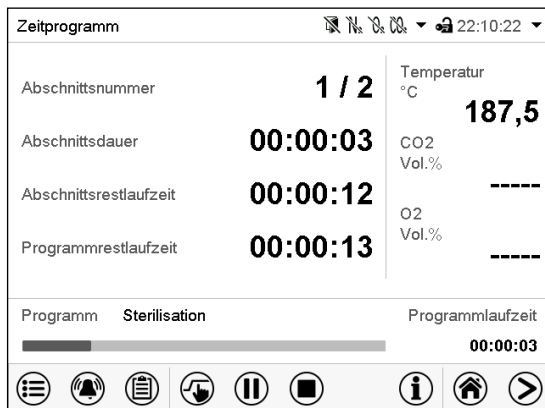 Zeitprogramm 22:10:22
Abschnittsnummer 1 / 2
Abschnittsdauer 00:00:03
Abschnittsrestlaufzeit 00:00:12
Programmrestlaufzeit 00:00:13
Temperatur
°C
187,5
CO2
Vol.%
-----
O2
Vol.%
-----
Programm Sterilisation Programmlaufzeit
00:00:03